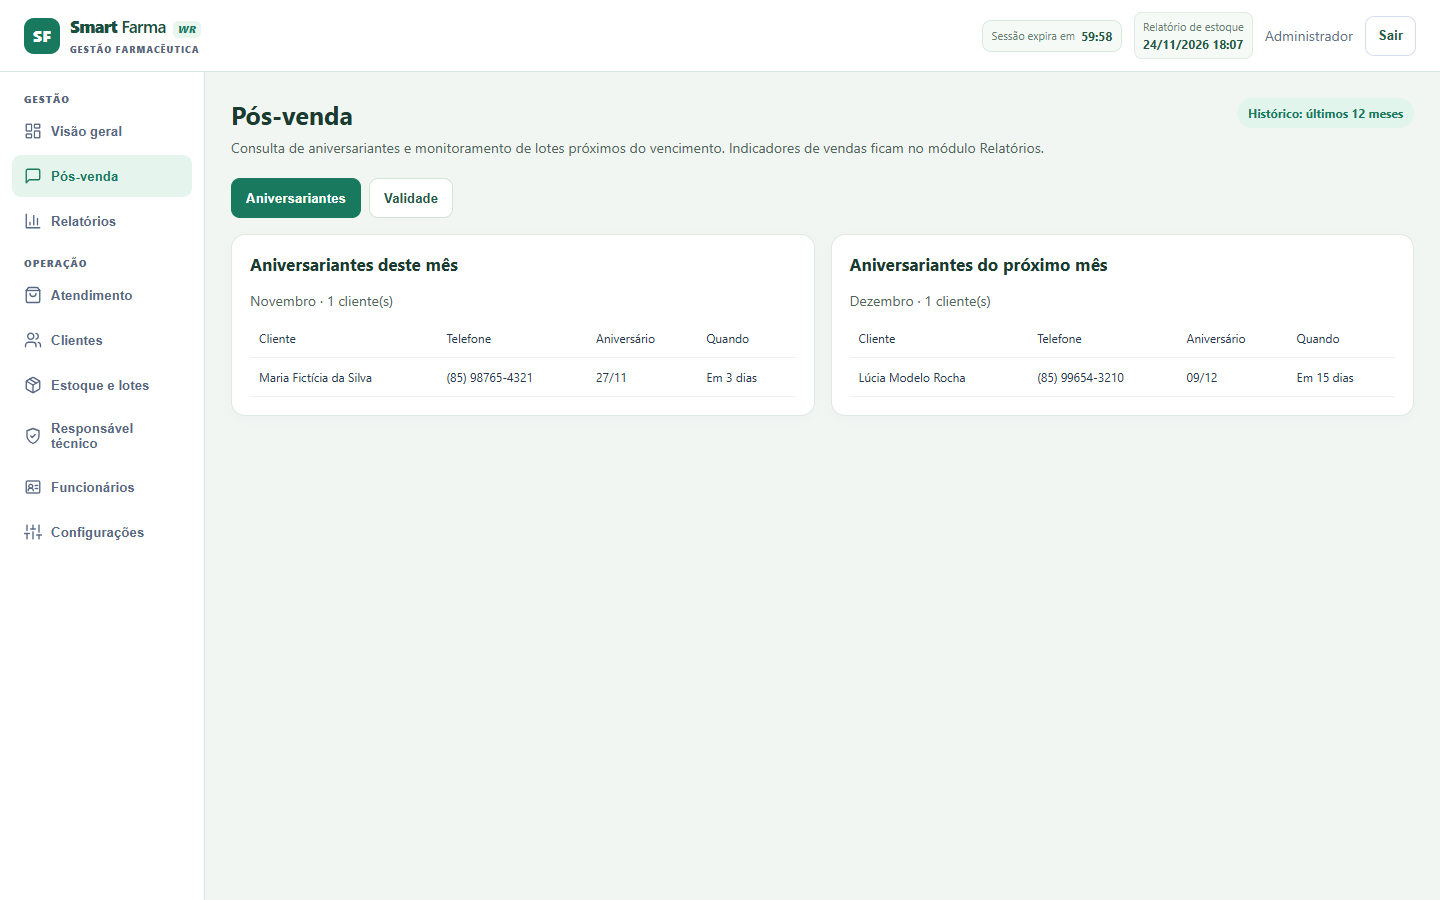 SF
Smart Farma WR
GESTÃO FARMACÊUTICA
Sessão expira em 59:58
Relatório de estoque
24/11/2026 18:07
Administrador
Sair
GESTÃO
Visão geral
Pós-venda
Relatórios
OPERAÇÃO
Atendimento
Clientes
Estoque e lotes
Responsável
técnico
Funcionários
Configurações
Pós-venda
Histórico: últimos 12 meses
Consulta de aniversariantes e monitoramento de lotes próximos do vencimento. Indicadores de vendas ficam no módulo Relatórios.
Aniversariantes
Validade
Aniversariantes deste mês
Novembro · 1 cliente(s)
Cliente Telefone Aniversário Quando
Maria Fictícia da Silva (85) 98765-4321 27/11 Em 3 dias
Aniversariantes do próximo mês
Dezembro · 1 cliente(s)
Cliente Telefone Aniversário Quando
Lúcia Modelo Rocha (85) 99654-3210 09/12 Em 15 dias